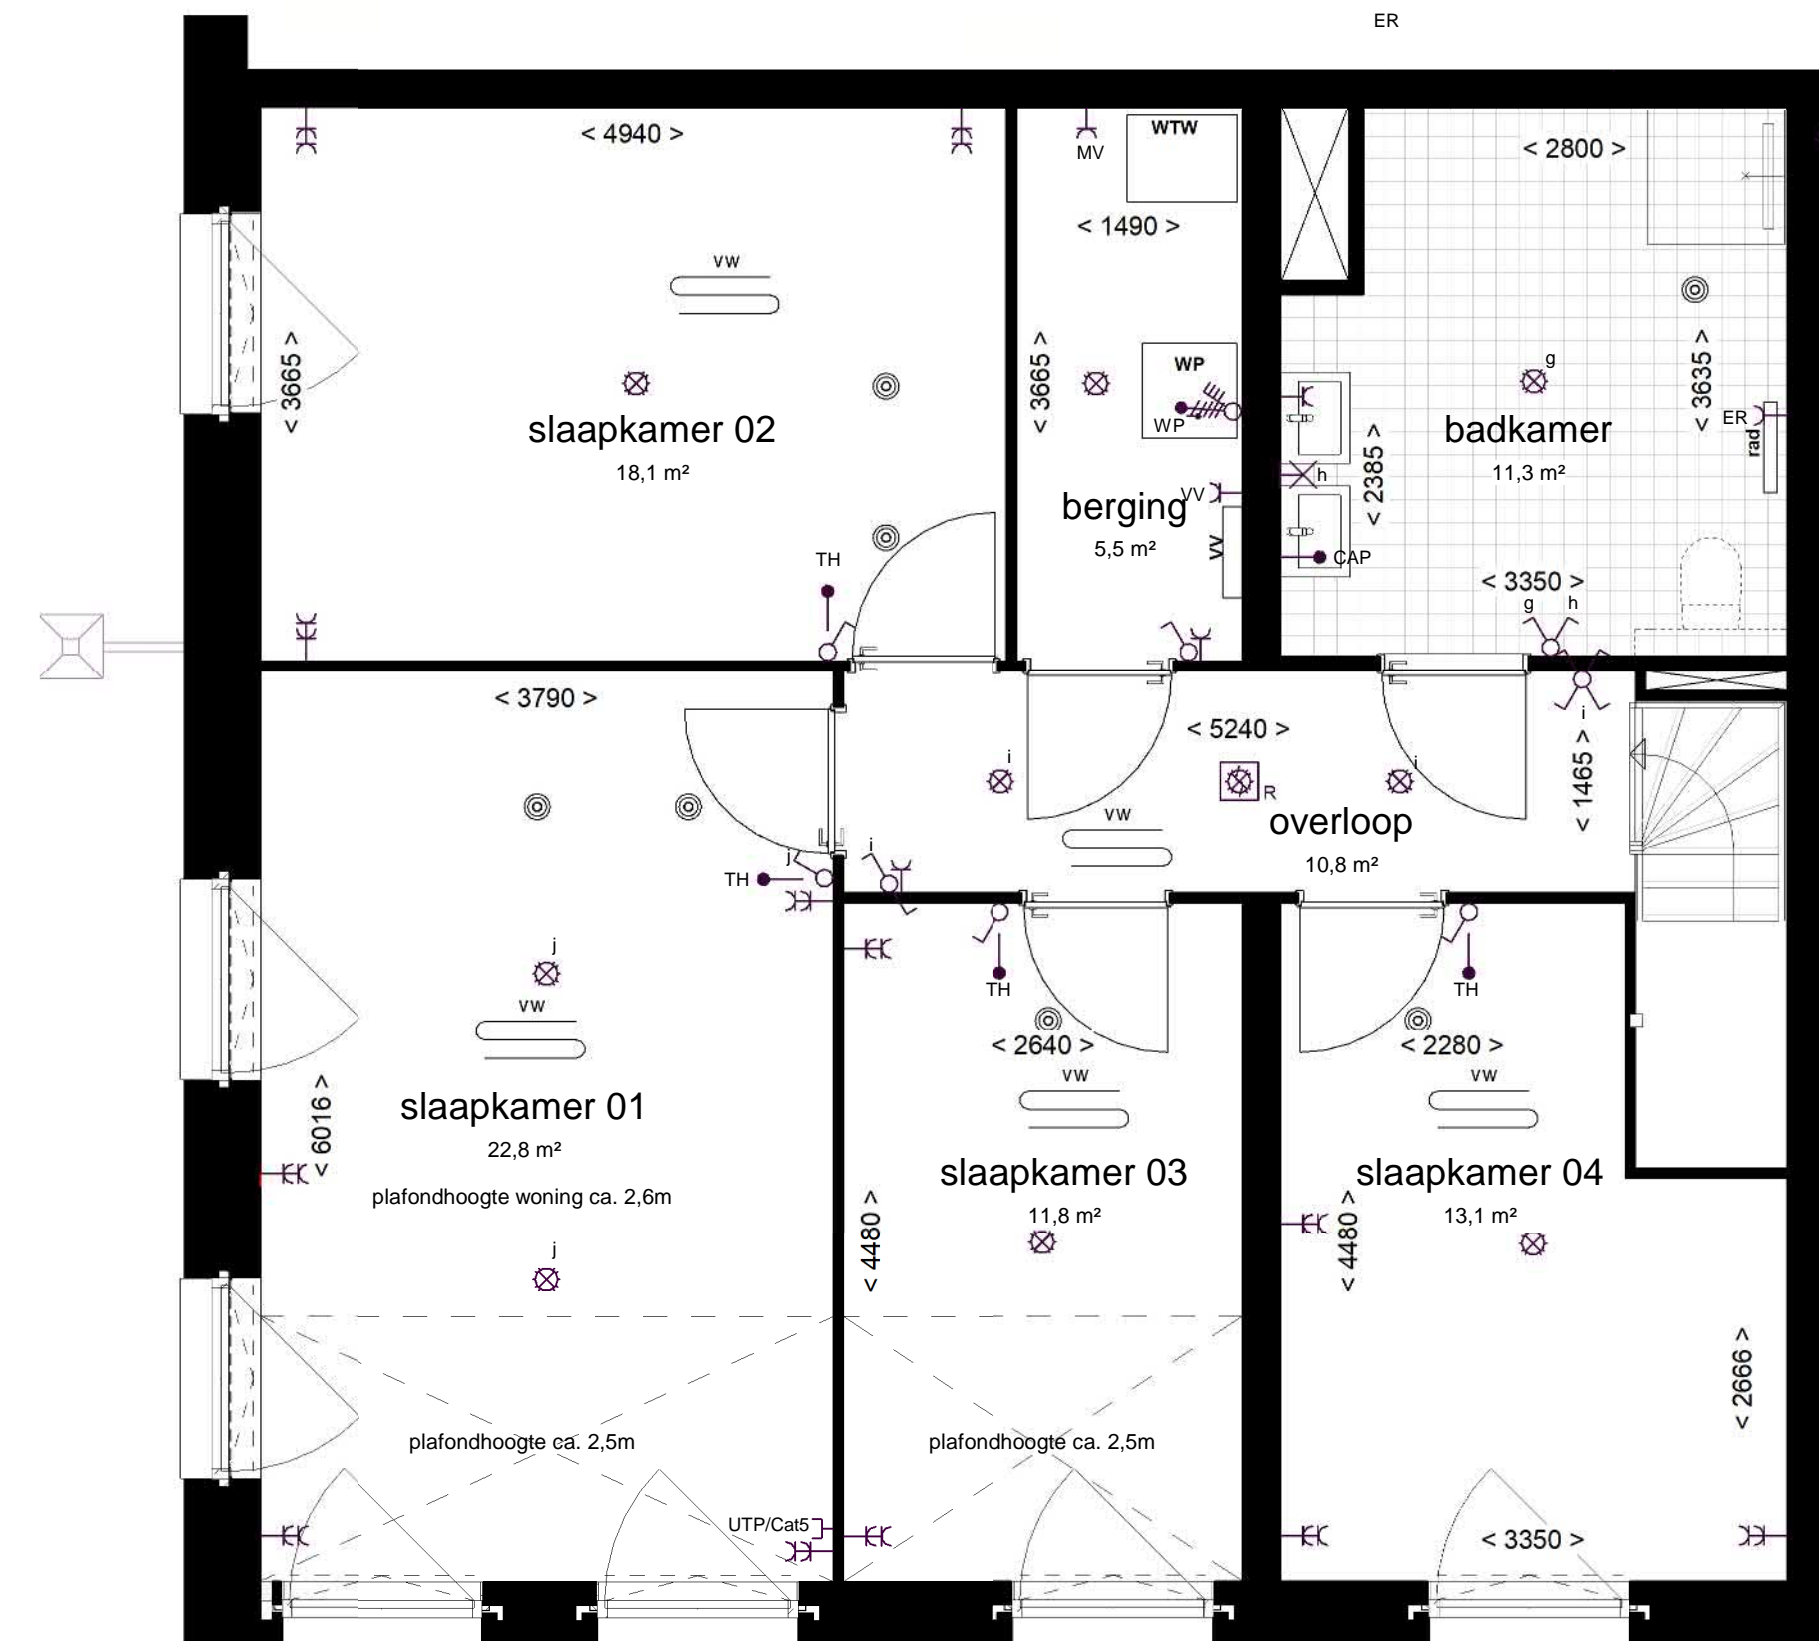 ER
< 4940 >
MV
WTW
< 2800 >
< 1490 >
VW
< 3665 >
< 3665 >
WP
WP
g
< 3635 >
ER
rad
slaapkamer 02
18,1 m²
badkamer
11,3 m²
< 2385 >
h
berging
5,5 m²
VV
VV
CAP
TH
< 3350 >
g
h
< 3790 >
< 5240 >
i
i
i
< 1465 >
R
VW
overloop
10,8 m²
j
i
TH
j
VW
TH
TH
< 2640 >
< 2280 >
VW
VW
< 6016 >
slaapkamer 01
22,8 m²
plafondhoogte woning ca. 2,6m
slaapkamer 03
11,8 m²
slaapkamer 04
13,1 m²
< 4480 >
< 4480 >
j
< 2666 >
plafondhoogte ca. 2,5m
plafondhoogte ca. 2,5m
UTP/Cat5
< 3350 >